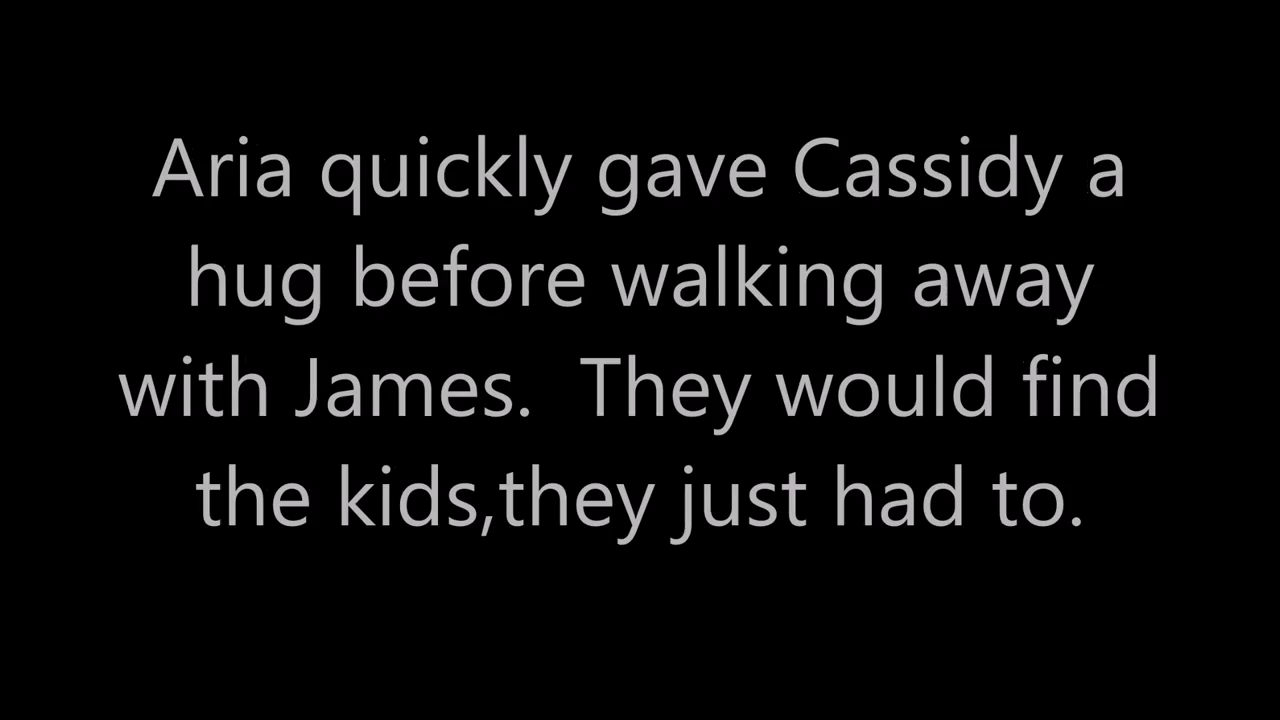 Aria quickly gave Cassidy a
hug before walking away
with James.  They would find
the kids,they just had to.